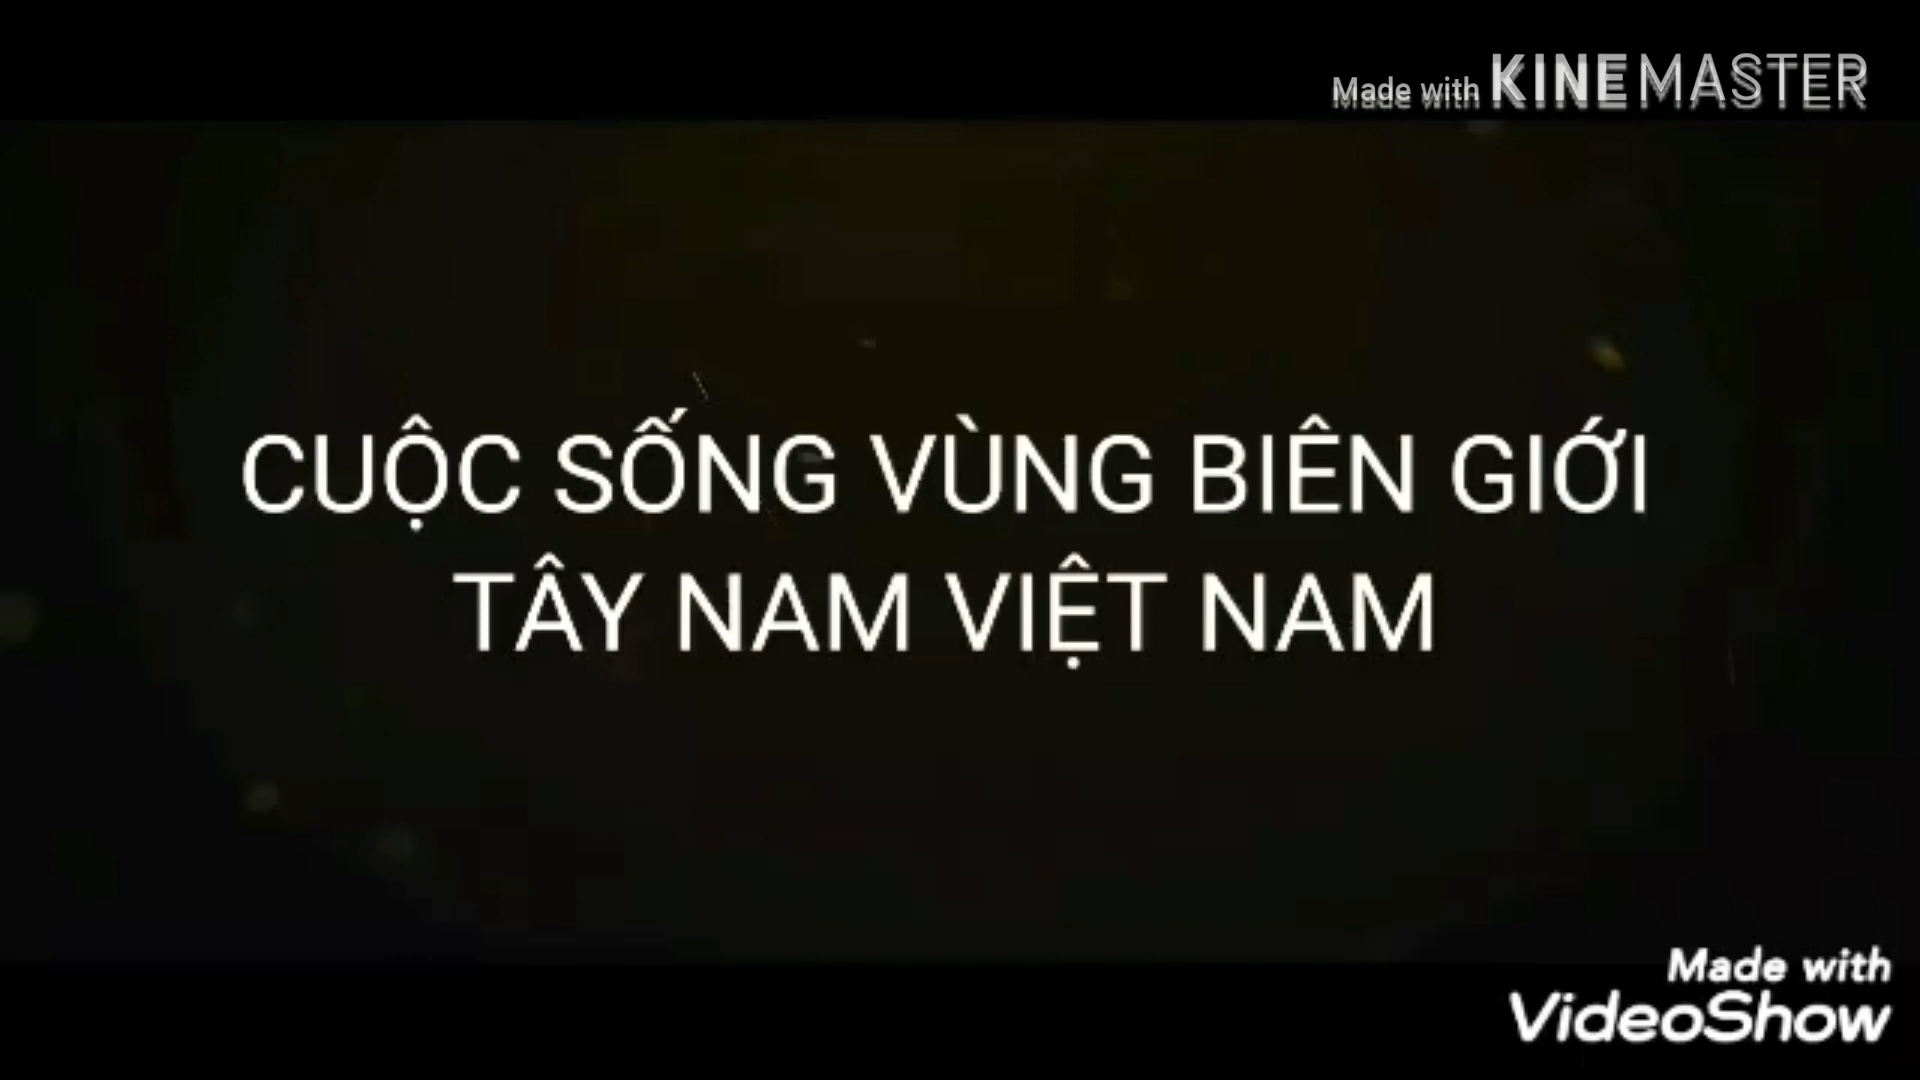 Made with KINEMASTER
CUỘC SỐNG VÙNG BIÊN GIỚI
TÂY NAM VIỆT NAM
Made with
VideoShow